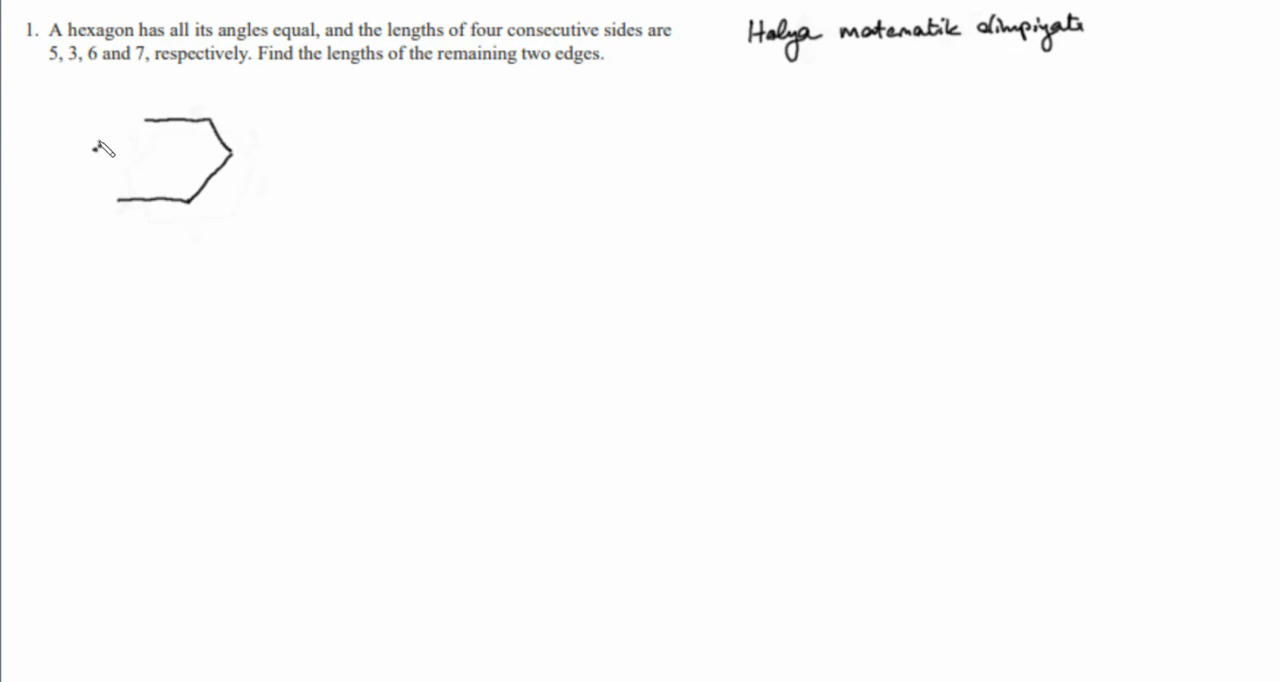 1. A hexagon has all its angles equal, and the lengths of four consecutive sides are
5, 3, 6 and 7, respectively. Find the lengths of the remaining two edges.
Halya matematik olimpiyatı